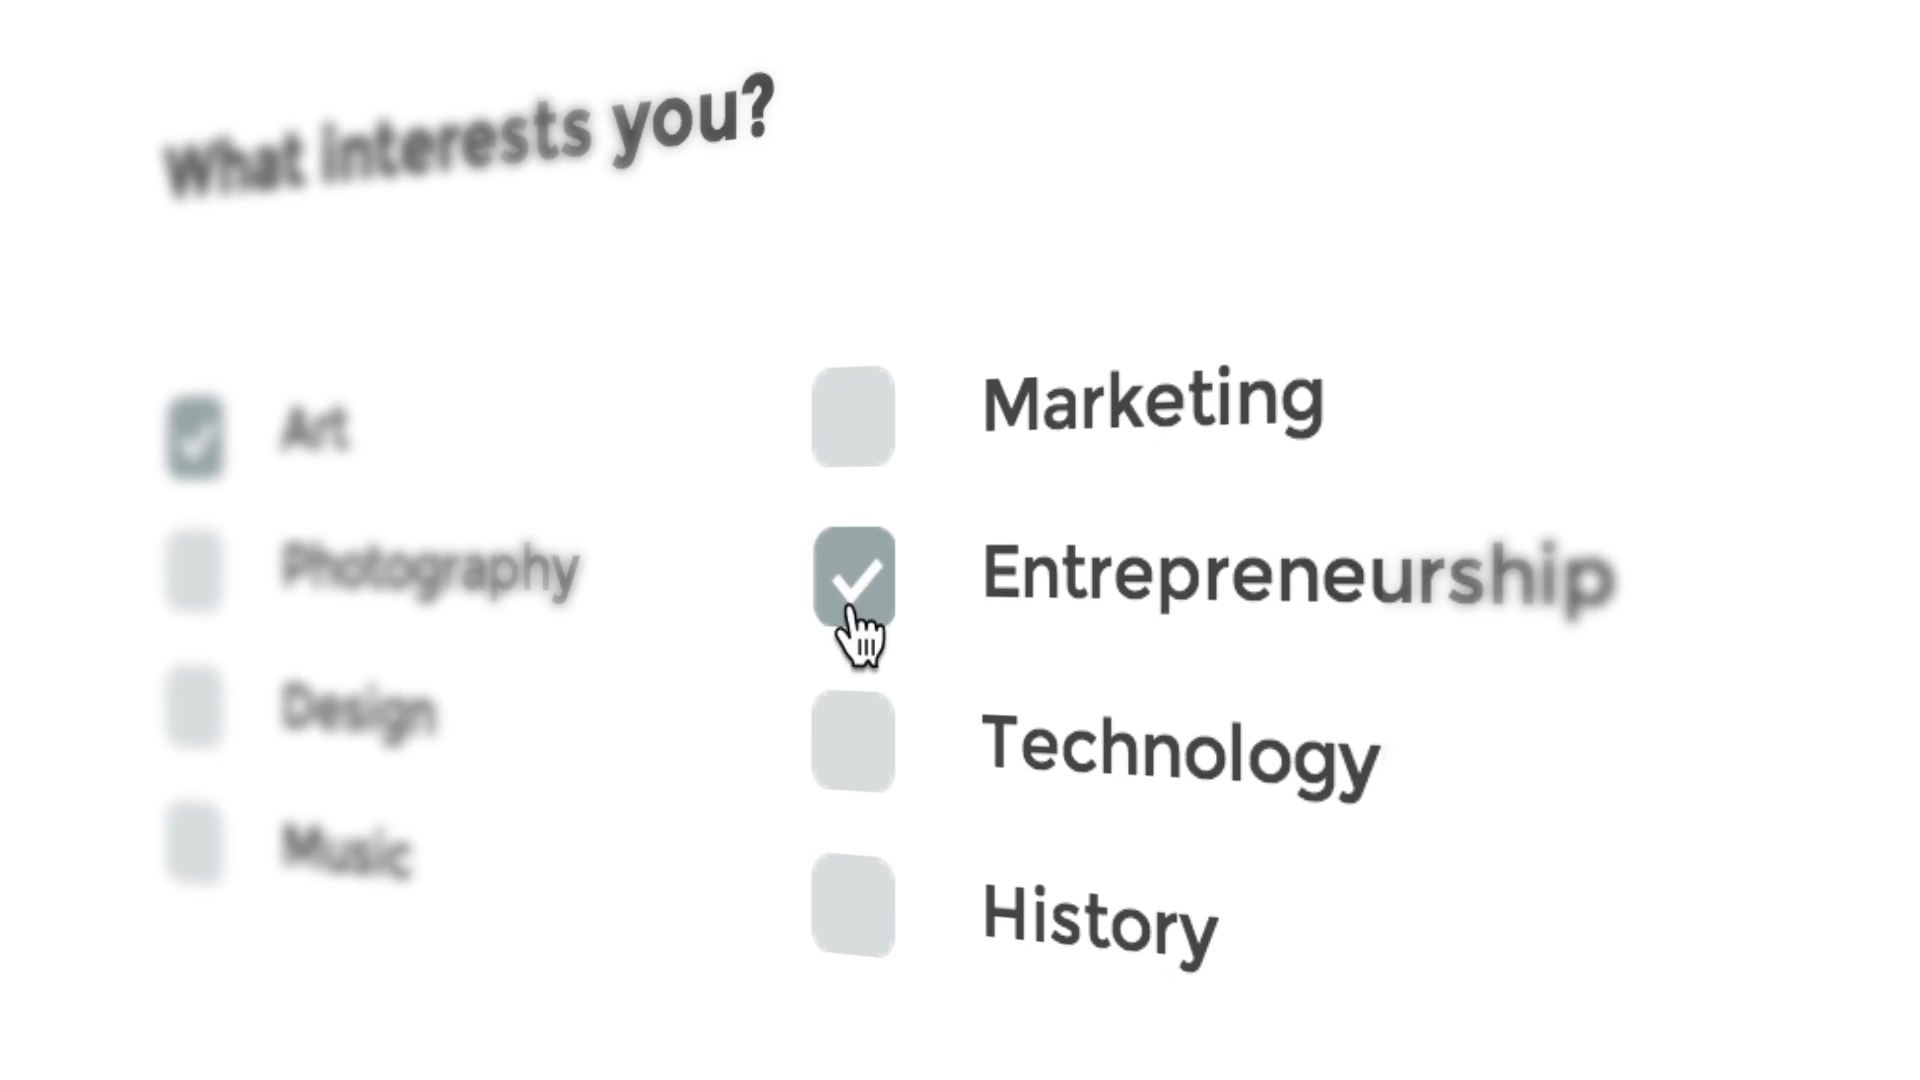 What interests you?
Art
Photography
Design
Music
Marketing
Entrepreneurship
Technology
History